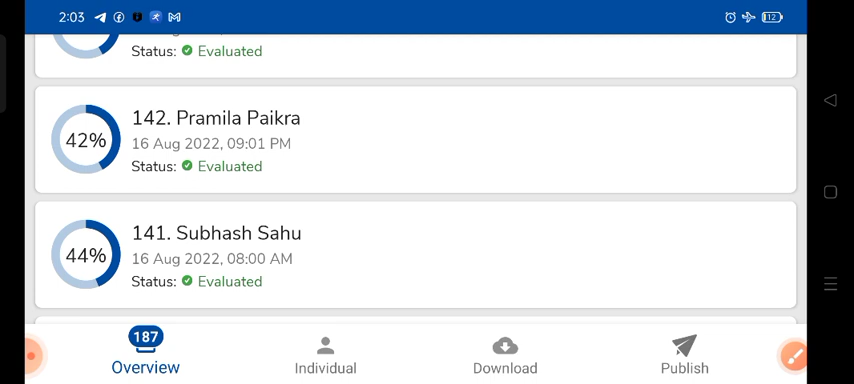 2:03
12
Status: Evaluated
42%
142. Pramila Paikra
16 Aug 2022, 09:01 PM
Status: Evaluated
44%
141. Subhash Sahu
16 Aug 2022, 08:00 AM
Status: Evaluated
187
Overview
Individual
Download
Publish